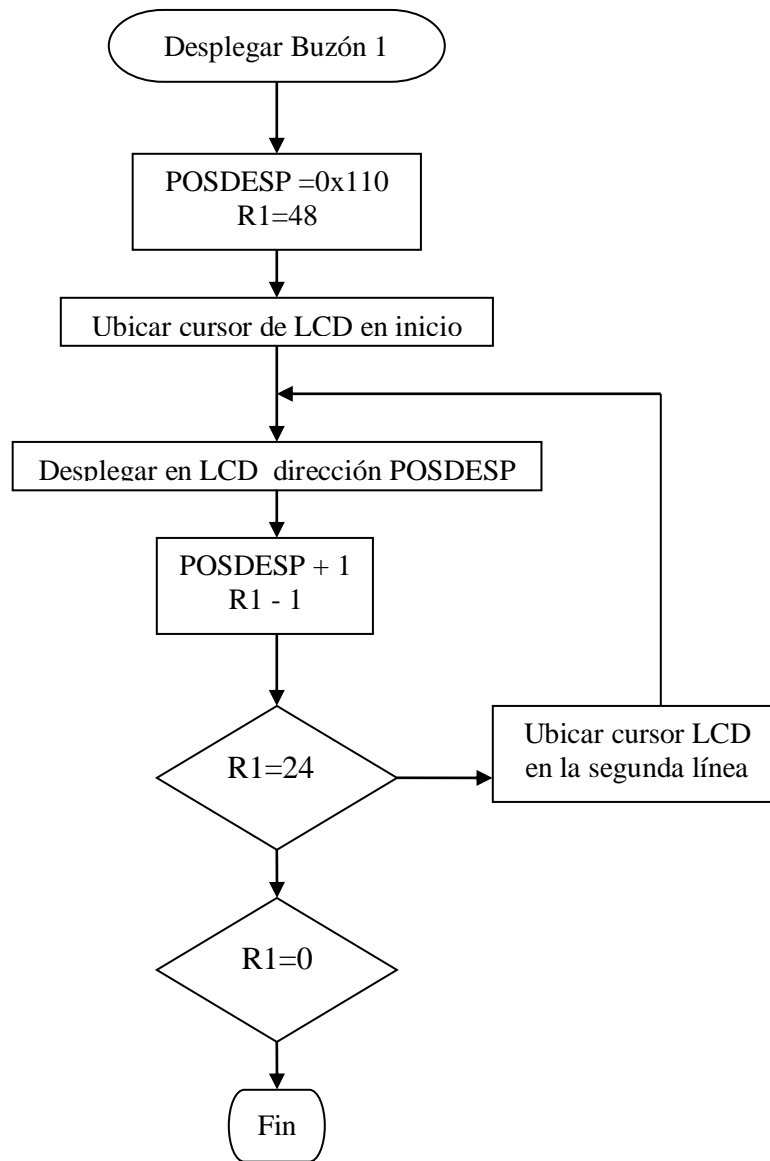 Desplegar Buzón 1
POSDESP =0x110
R1=48
Ubicar cursor de LCD en inicio
Desplegar en LCD dirección POSDESP
POSDESP + 1
R1 - 1
R1=24
Ubicar cursor LCD
en la segunda línea
R1=0
Fin